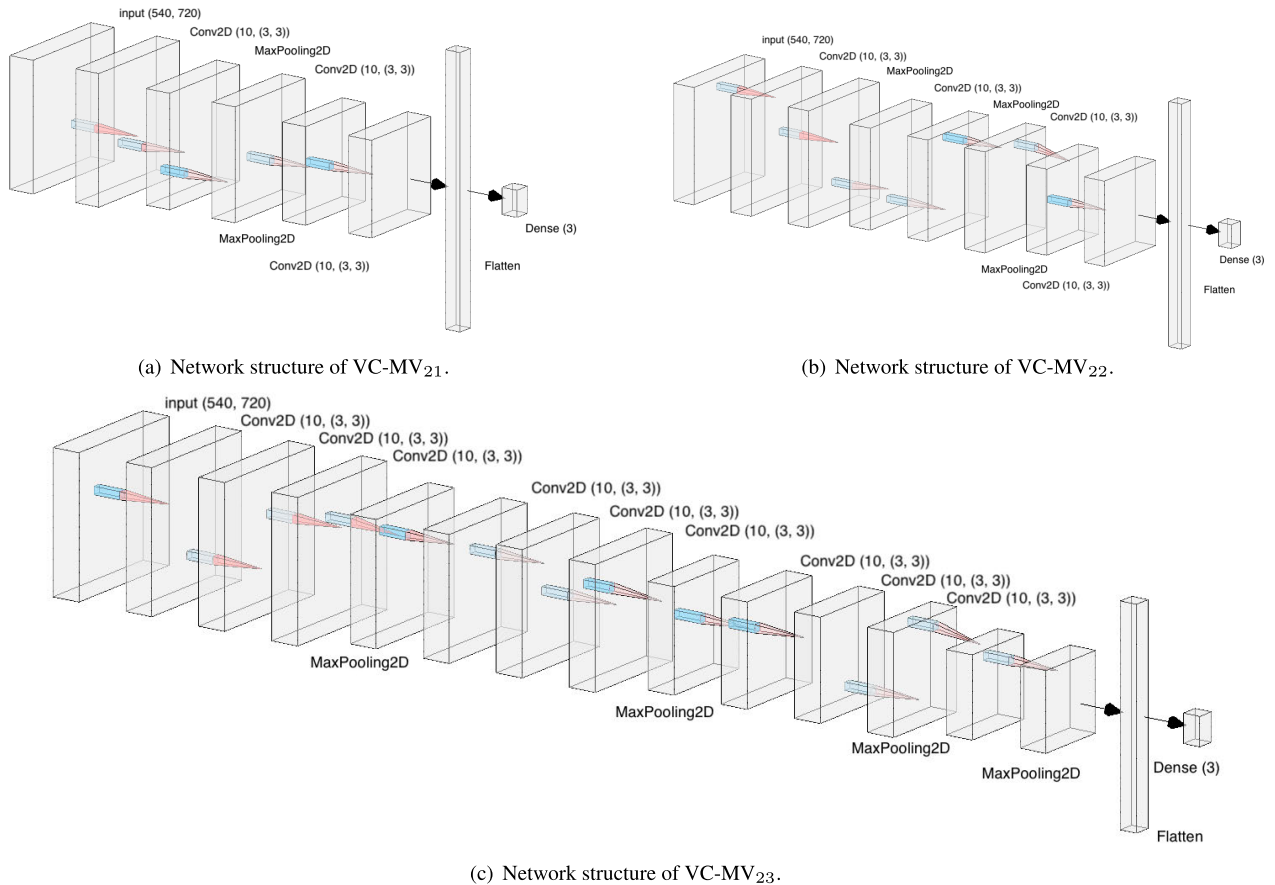 input (540, 720)
Conv2D (10, (3, 3))
MaxPooling2D
Conv2D (10, (3, 3))
MaxPooling2D
Conv2D (10, (3, 3))
Flatten
Dense (3)
(a) Network structure of VC-MV21.
input (540, 720)
Conv2D (10, (3, 3))
MaxPooling2D
Conv2D (10, (3, 3))
MaxPooling2D
Conv2D (10, (3, 3))
MaxPooling2D
Conv2D (10, (3, 3))
Flatten
Dense (3)
(b) Network structure of VC-MV22.
input (540, 720)
Conv2D (10, (3, 3))
Conv2D (10, (3, 3))
Conv2D (10, (3, 3))
MaxPooling2D
Conv2D (10, (3, 3))
Conv2D (10, (3, 3))
Conv2D (10, (3, 3))
MaxPooling2D
Conv2D (10, (3, 3))
Conv2D (10, (3, 3))
Conv2D (10, (3, 3))
MaxPooling2D
MaxPooling2D
Dense (3)
Flatten
(c) Network structure of VC-MV23.